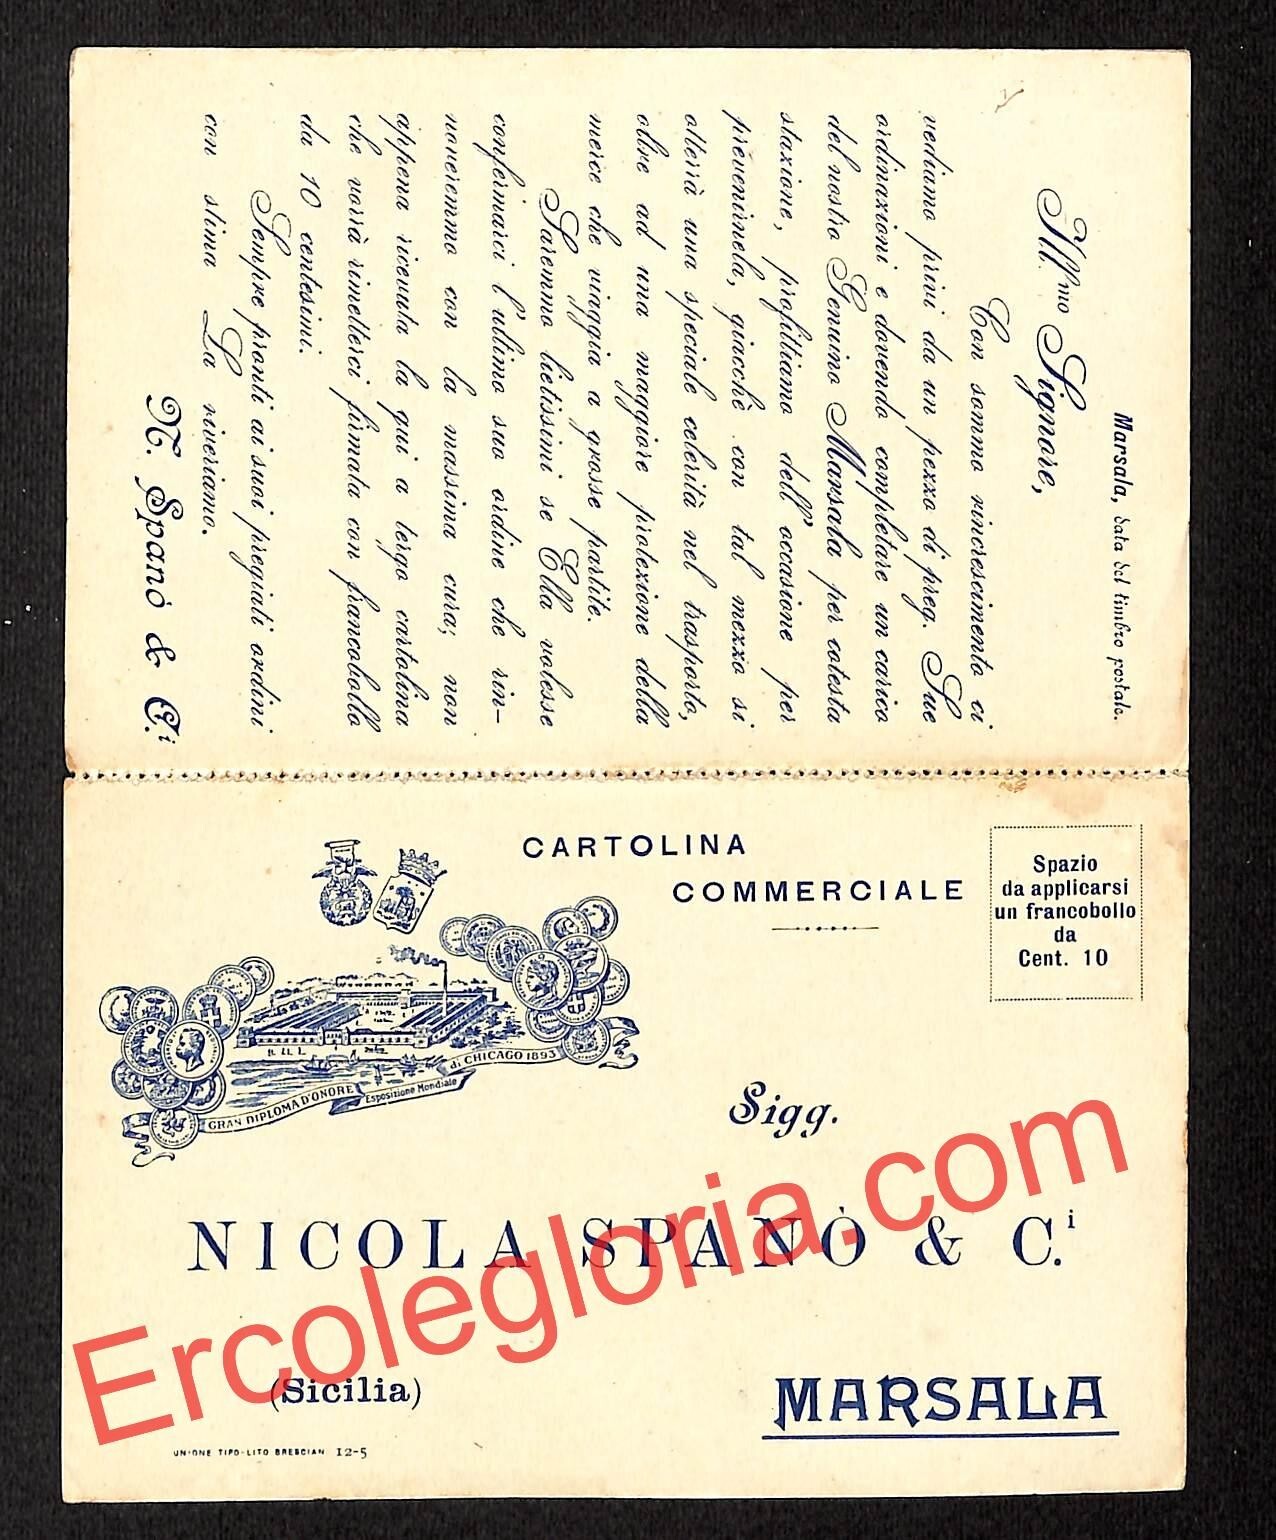 Marsala, data del timbro postale.
Ill.mo Signore,
Con sommo rincrescimento ci
vediamo privi da un pezzo di preg. Sue
ordinazioni e dovendo completare un carico
del nostro Genuino Marsala per cotesta
stazione, profittiamo dell'occasione per
prevenirnela, giacchè con tal mezzo si
otterrà una speciale celerità nel trasporto,
oltre ad una maggiore protezione della
merce che viaggia a grosse partite.
Saremmo lietissimi se Ella volesse
confermarci l'ultimo suo ordine che rin-
noveremmo con la massima cura; non
appena ricevuta la qui a tergo cartolina
che vorrà rimetterci firmata con francobollo
da 10 centesimi.
Sempre pronti ai suoi pregiati ordini
con stima La riveriamo.
N. Spanò & C.i
CARTOLINA
COMMERCIALE
Spazio
da applicarsi
un francobollo
da
Cent. 10
GRAN DIPLOMA D'ONORE
Esposizione Mondiale
di CHICAGO 1893
Sigg.
NICOLA SPANÒ & C.i
(Sicilia)
MARSALA
UNIONE TIPO-LITO BRESCIAN 12-5
Ercolegloria.com